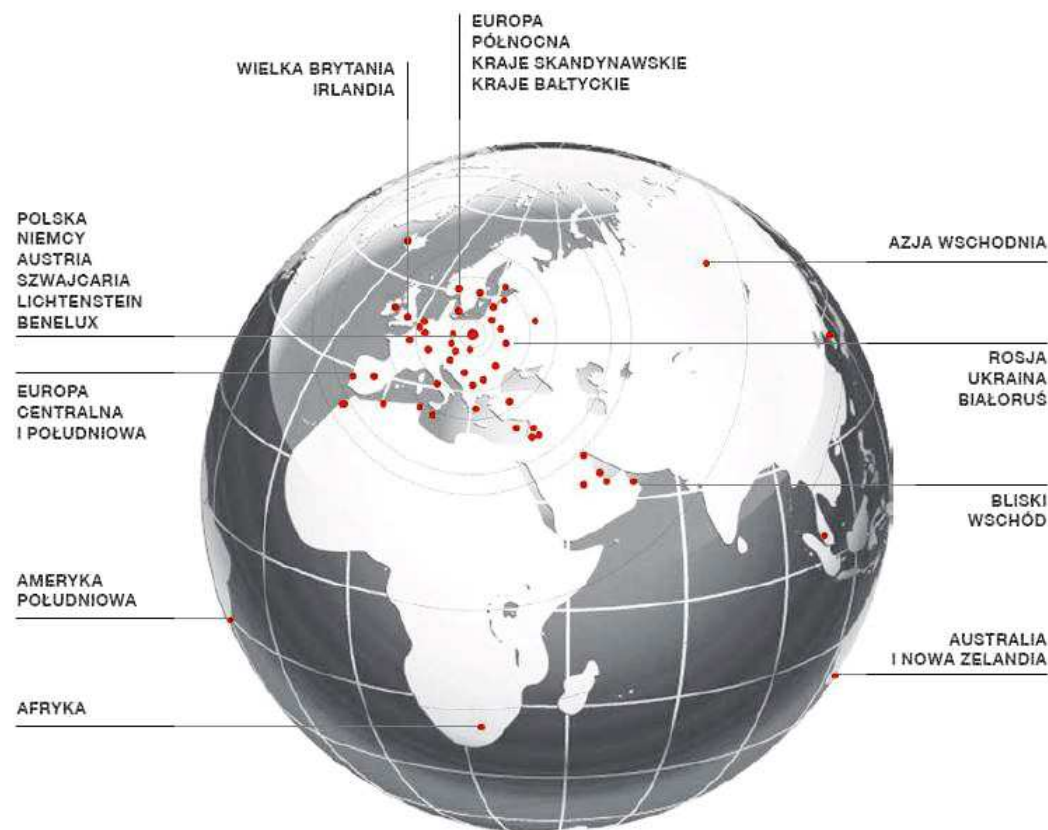 EUROPA
PÓŁNOCNA
KRAJE SKANDYNAWSKIE
KRAJE BAŁTYCKIE
WIELKA BRYTANIA
IRLANDIA
POLSKA
NIEMCY
AUSTRIA
SZWAJCARIA
LICHTENSTEIN
BENELUX
AZJA WSCHODNIA
EUROPA
CENTRALNA
I POŁUDNIOWA
ROSJA
UKRAINA
BIAŁORUŚ
BLISKI
WSCHÓD
AMERYKA
POŁUDNIOWA
AUSTRALIA
I NOWA ZELANDIA
AFRYKA